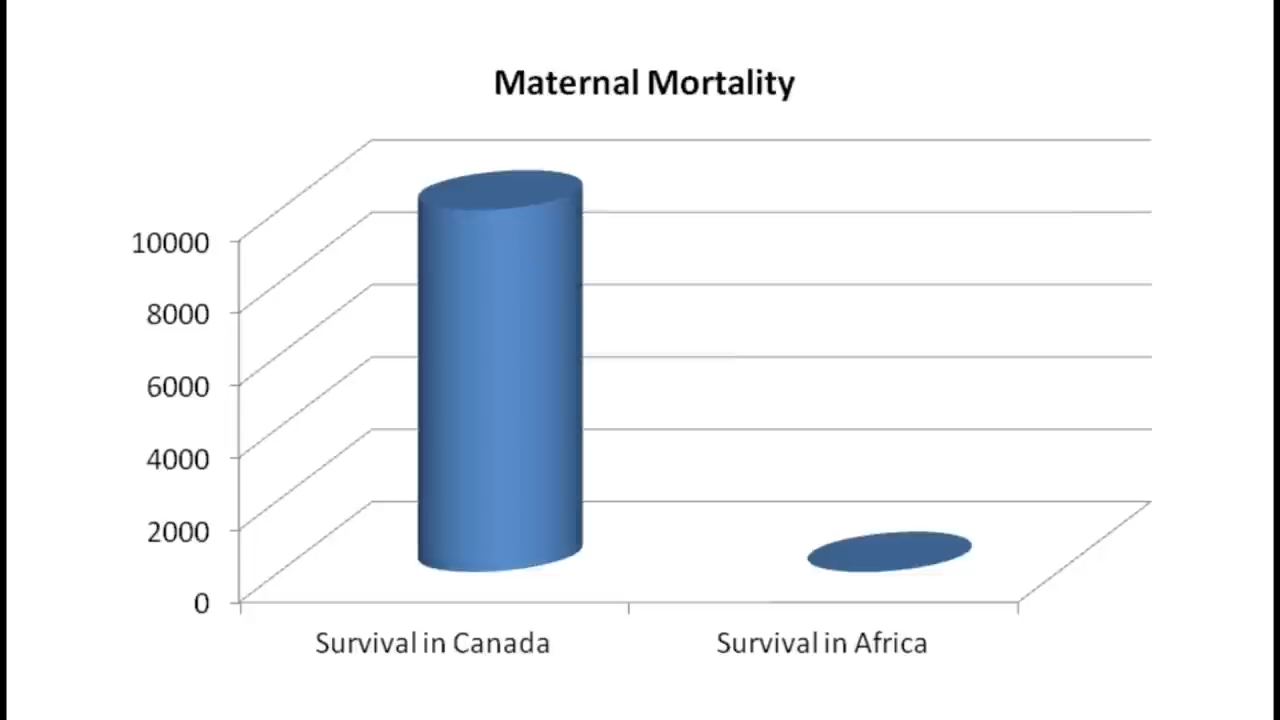 Maternal Mortality
10000
8000
6000
4000
2000
0
Survival in Canada
Survival in Africa